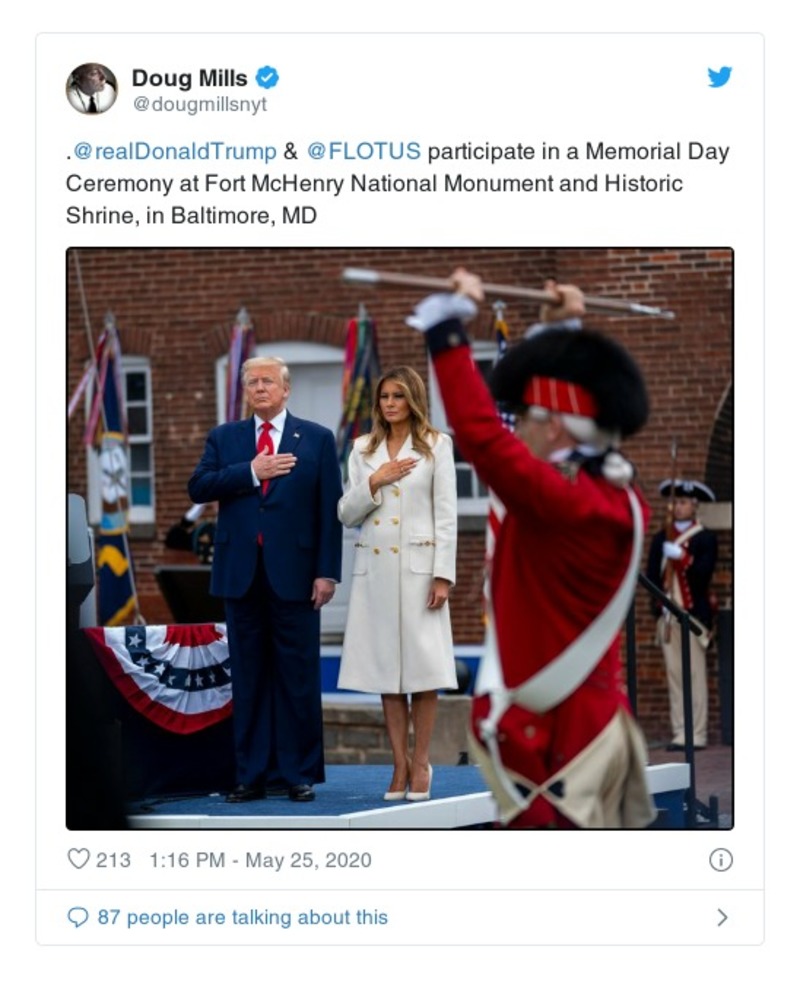 Doug Mills
@dougmillsnyt
.@realDonaldTrump & @FLOTUS participate in a Memorial Day
Ceremony at Fort McHenry National Monument and Historic
Shrine, in Baltimore, MD
213 1:16 PM - May 25, 2020
87 people are talking about this